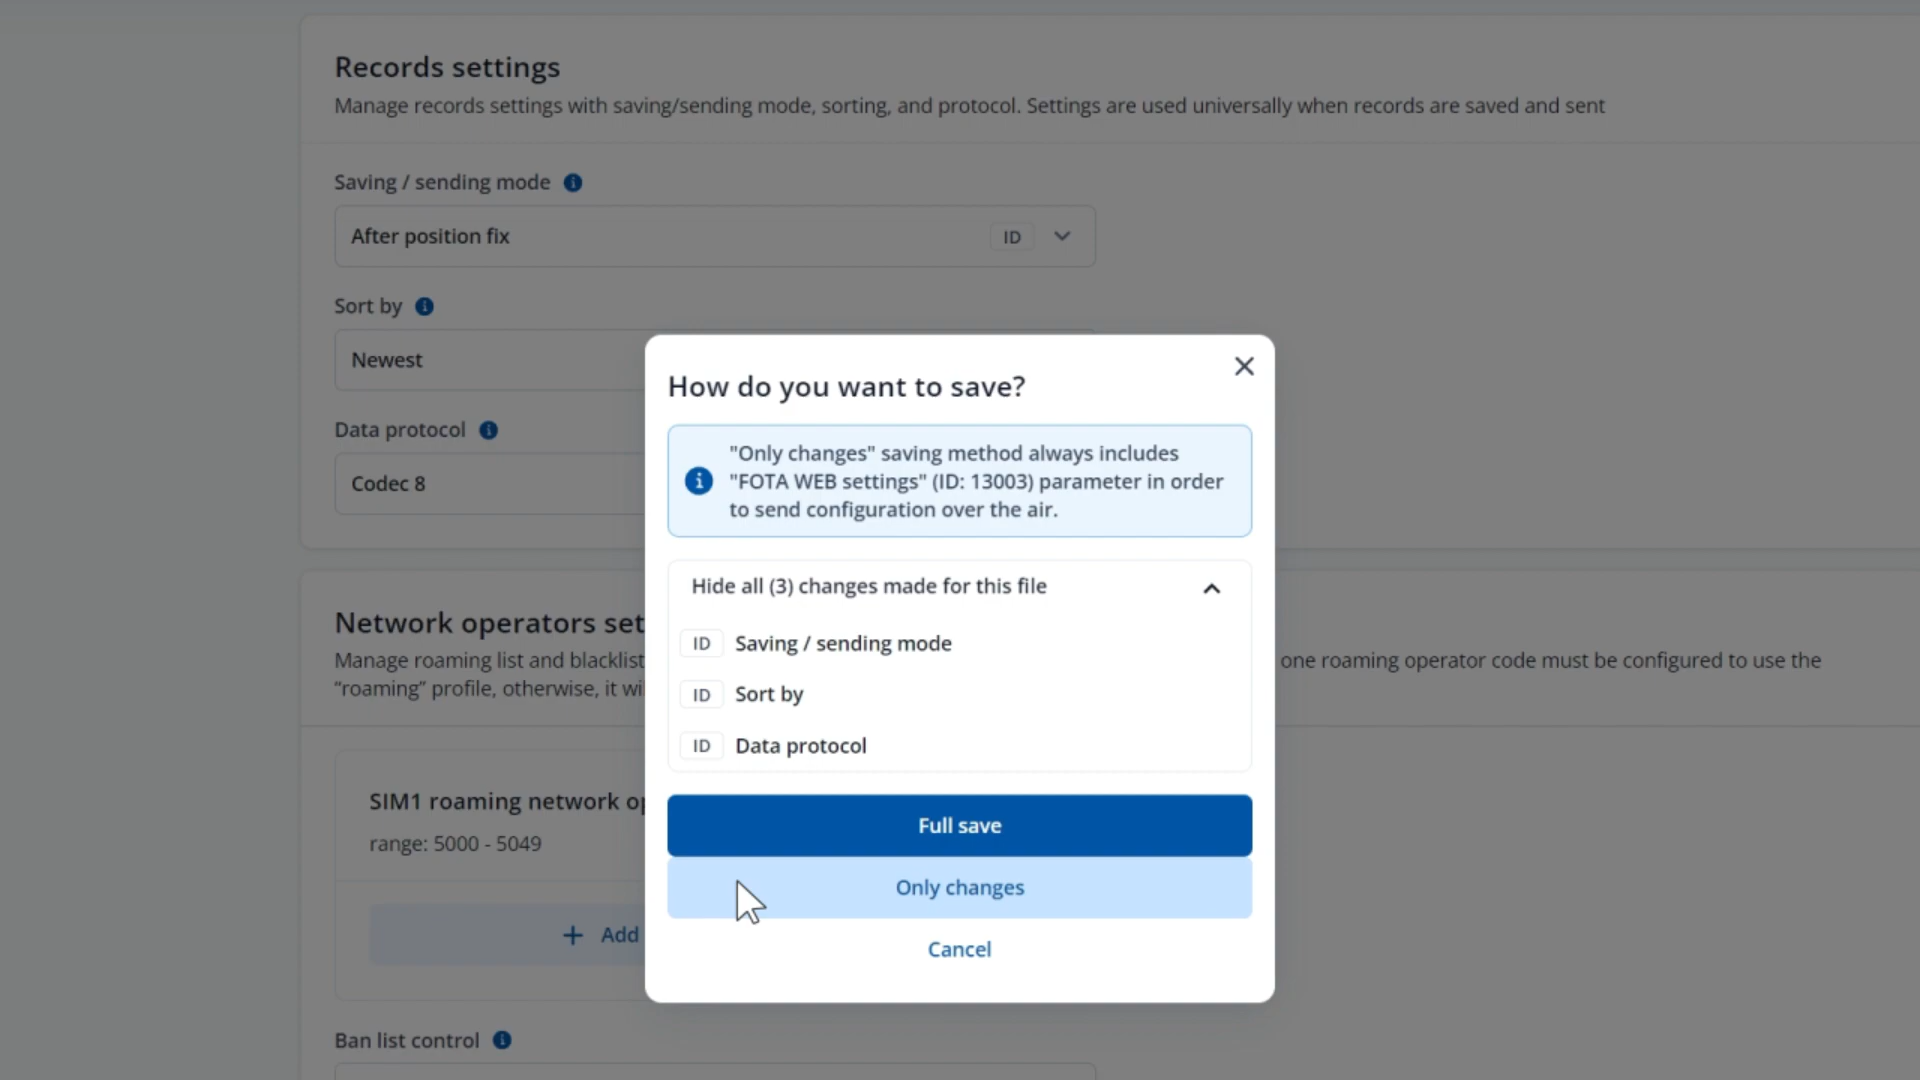 Records settings
Manage records settings with saving/sending mode, sorting, and protocol. Settings are used universally when records are saved and sent
Saving / sending mode
After position fix
ID
Sort by
Newest
Data protocol
Codec 8
How do you want to save?
"Only changes" saving method always includes
"FOTA WEB settings" (ID: 13003) parameter in order
to send configuration over the air.
Hide all (3) changes made for this file
ID Saving / sending mode
ID Sort by
ID Data protocol
Full save
Only changes
Cancel
Network operators set
Manage roaming list and blacklist
one roaming operator code must be configured to use the
“roaming” profile, otherwise, it wi
SIM1 roaming network op
range: 5000 - 5049
+ Add
Ban list control